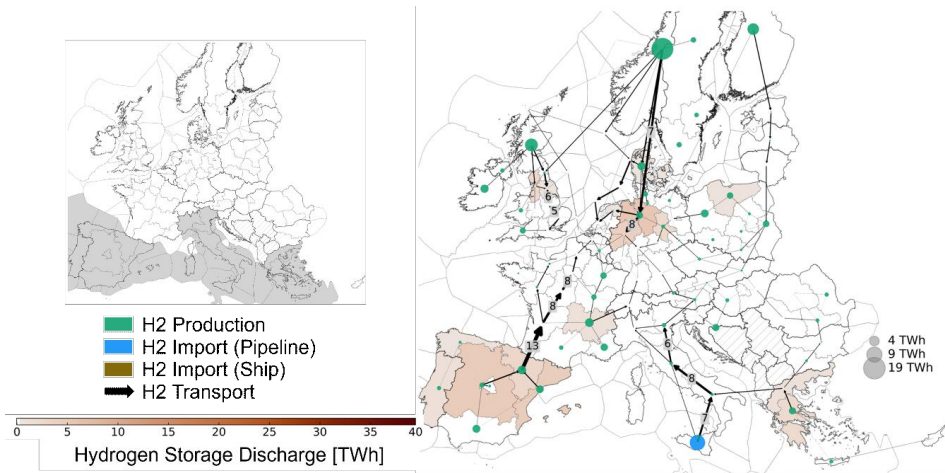 H2 Production
H2 Import (Pipeline)
H2 Import (Ship)
H2 Transport
0 5 10 15 20 25 30 35 40
Hydrogen Storage Discharge [TWh]
7
6
5
8
8
8
13
6
8
4 TWh
9 TWh
19 TWh